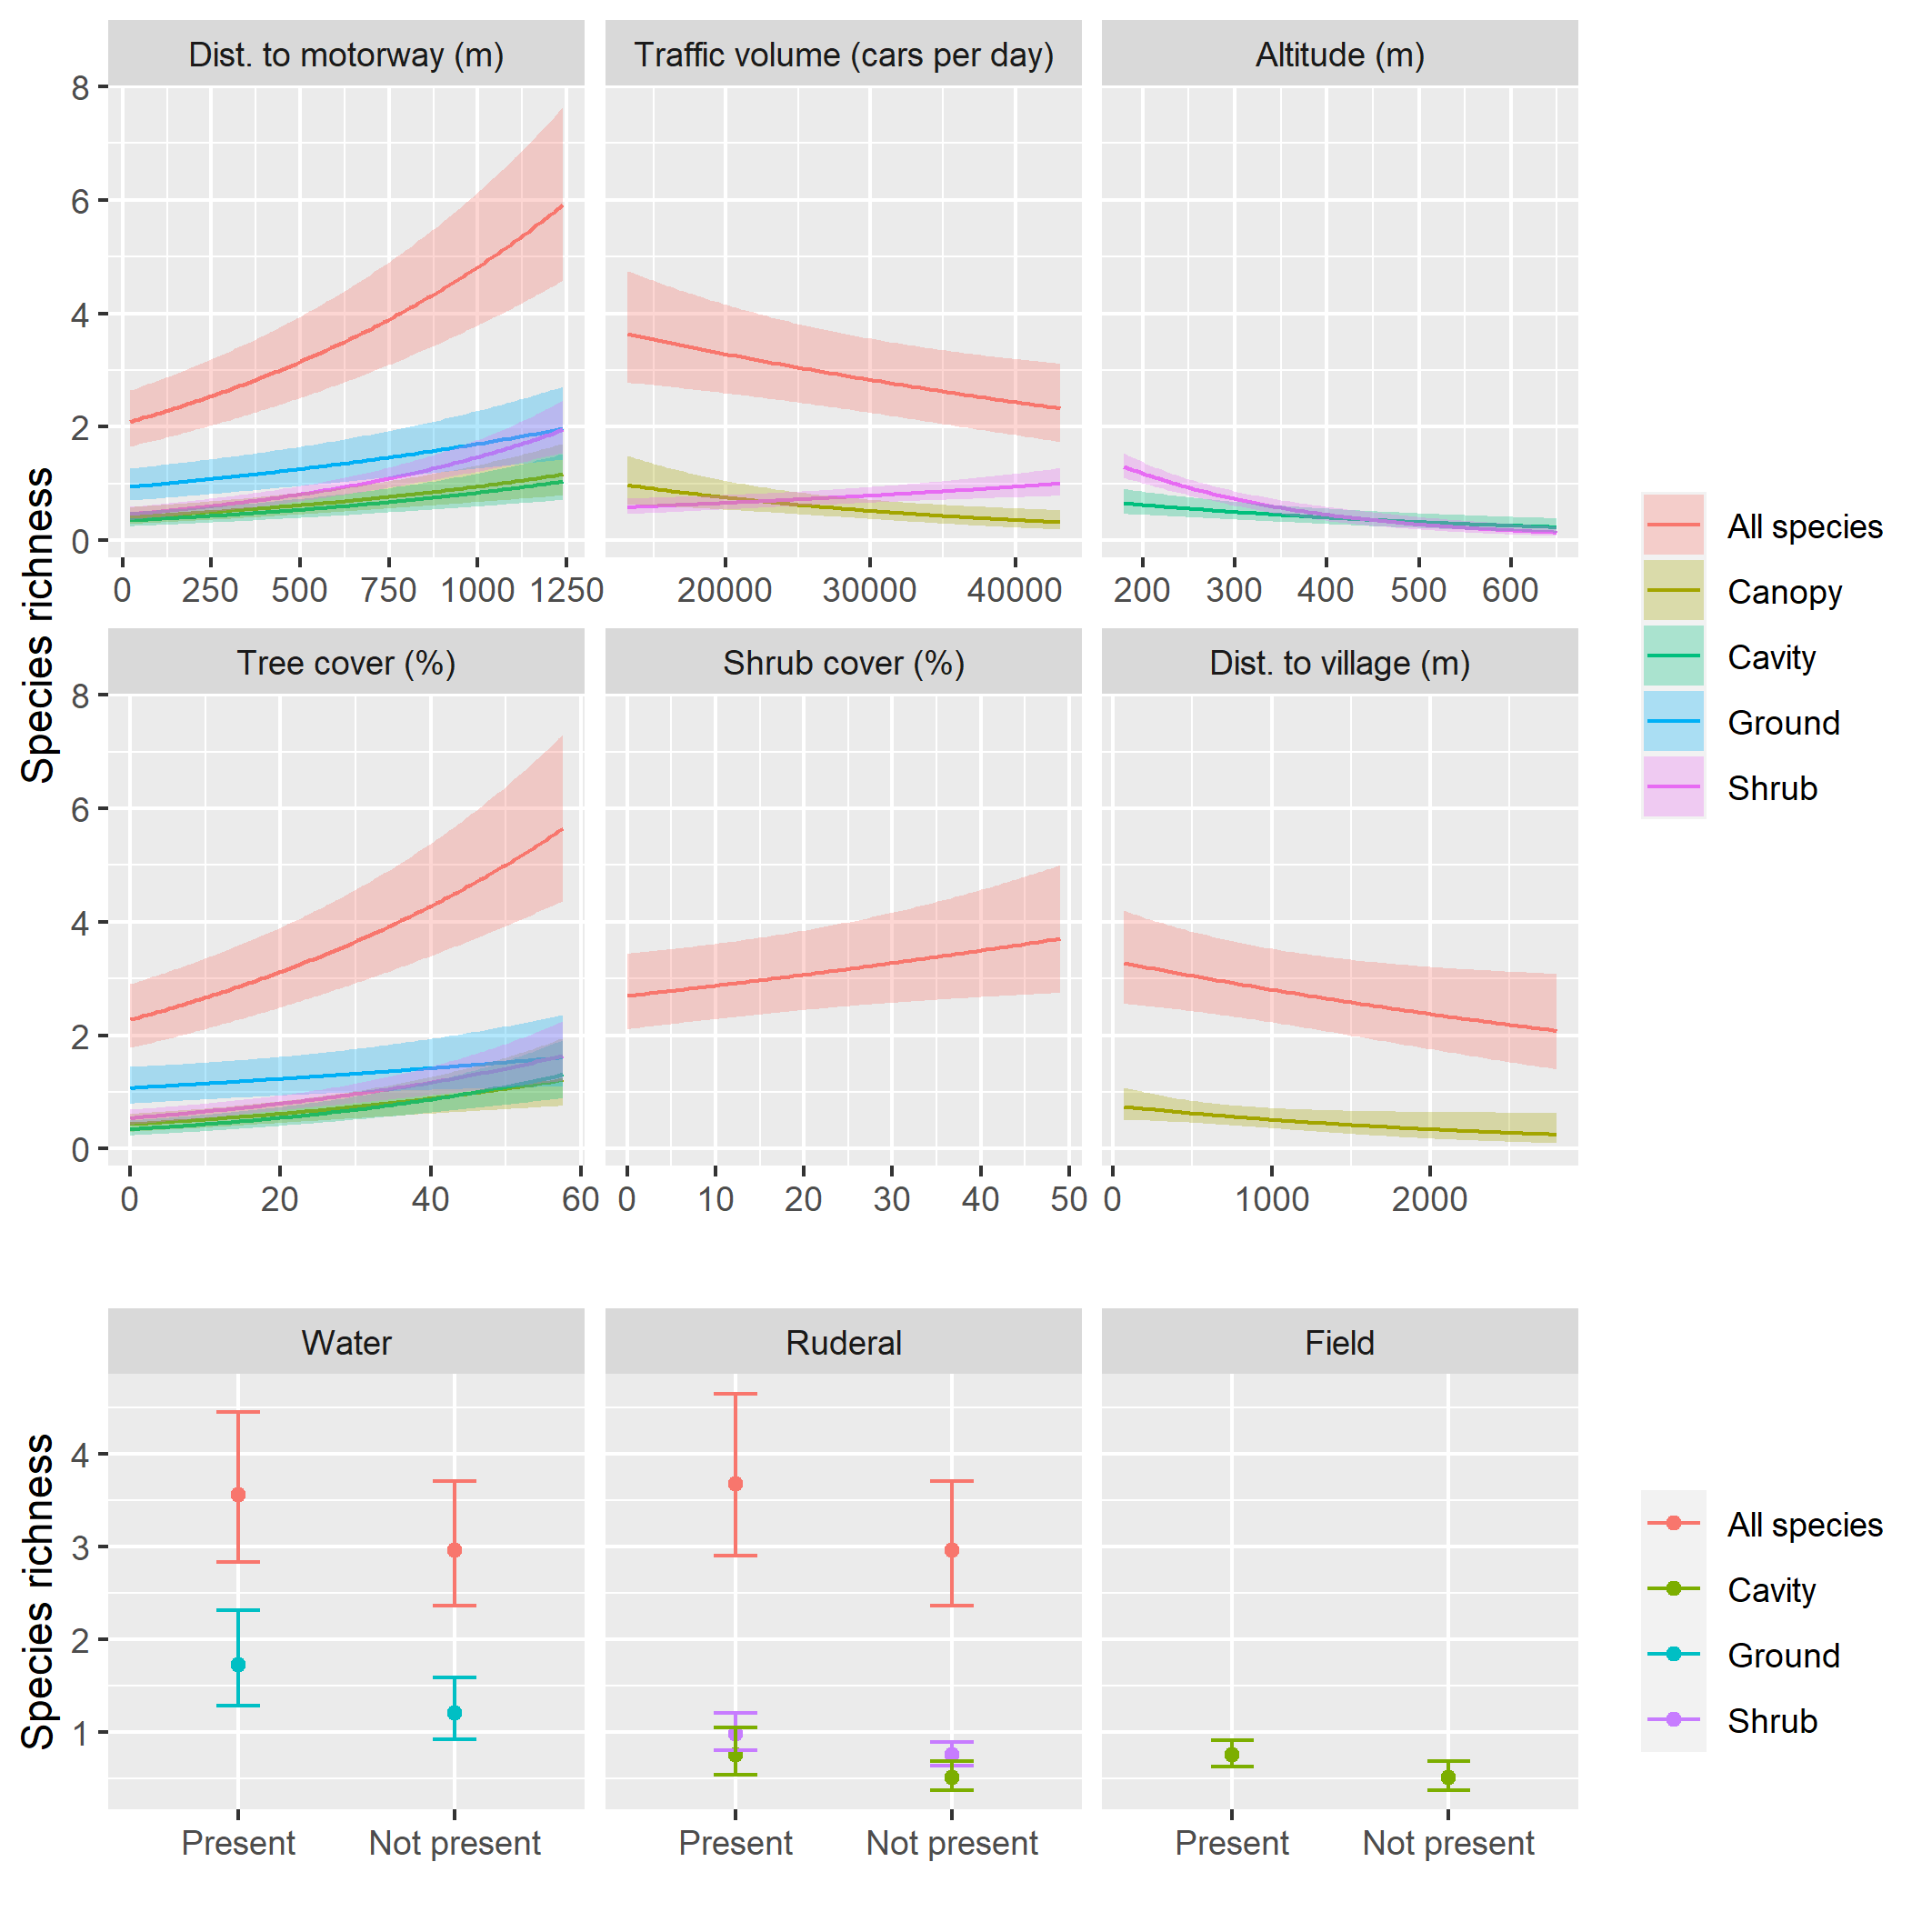 Dist. to motorway (m)
Traffic volume (cars per day)
Altitude (m)
8
6
4
2
0
0 250 500 750 1000 1250
20000 30000 40000
200 300 400 500 600
Species richness
Tree cover (%)
Shrub cover (%)
Dist. to village (m)
8
6
4
2
0
0 20 40 60
0 10 20 30 40 50
0 1000 2000
All species
Canopy
Cavity
Ground
Shrub
Water
Ruderal
Field
4
3
2
1
Species richness
Present Not present
Present Not present
Present Not present
All species
Cavity
Ground
Shrub